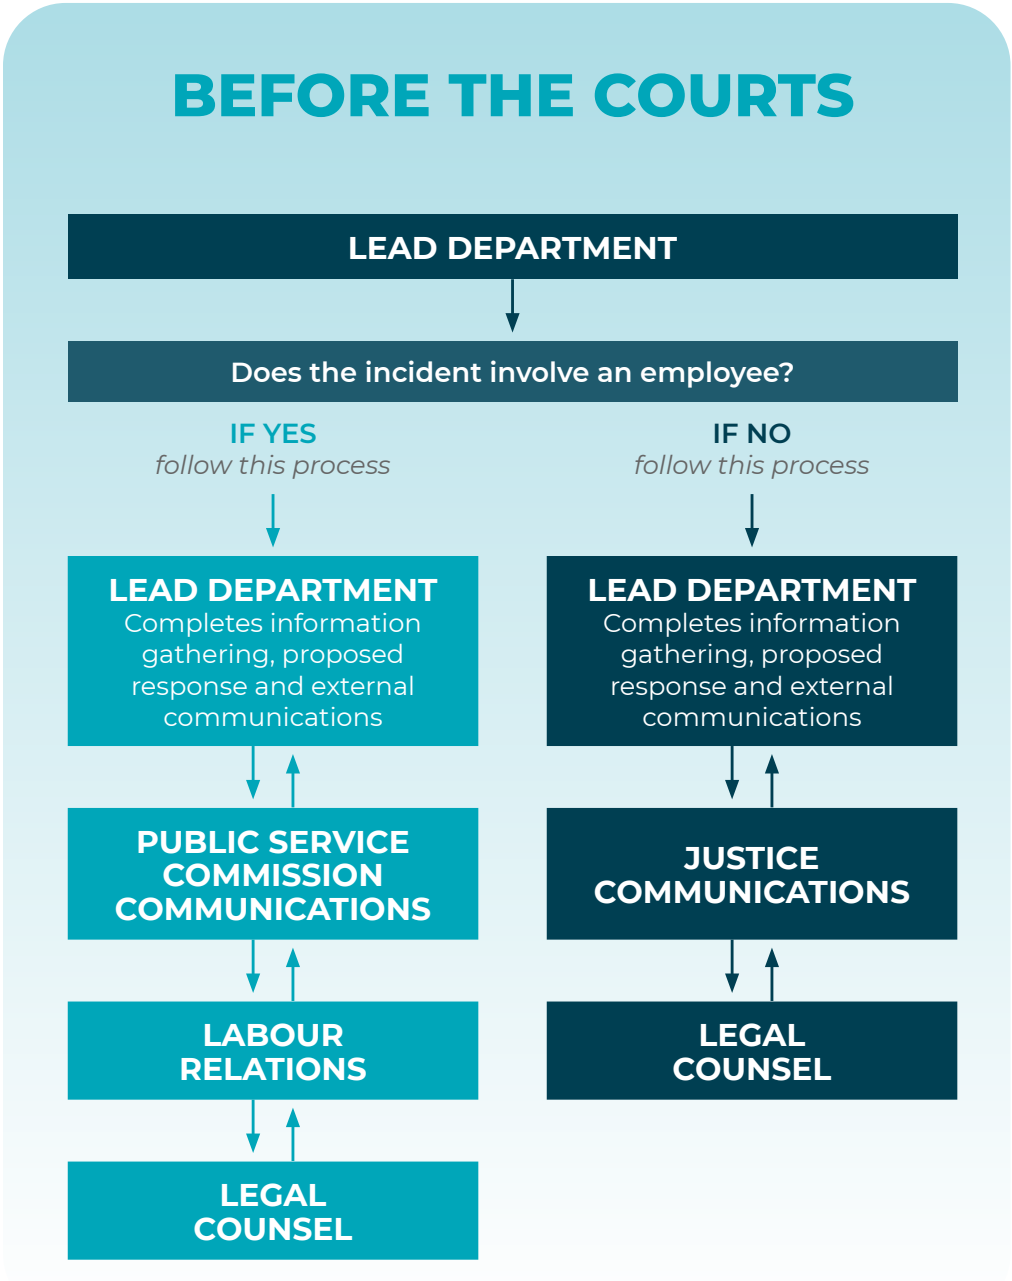 BEFORE THE COURTS
LEAD DEPARTMENT
Does the incident involve an employee?
IF YES
follow this process
LEAD DEPARTMENT
Completes information
gathering, proposed
response and external
communications
PUBLIC SERVICE
COMMISSION
COMMUNICATIONS
LABOUR
RELATIONS
LEGAL
COUNSEL
IF NO
follow this process
LEAD DEPARTMENT
Completes information
gathering, proposed
response and external
communications
JUSTICE
COMMUNICATIONS
LEGAL
COUNSEL